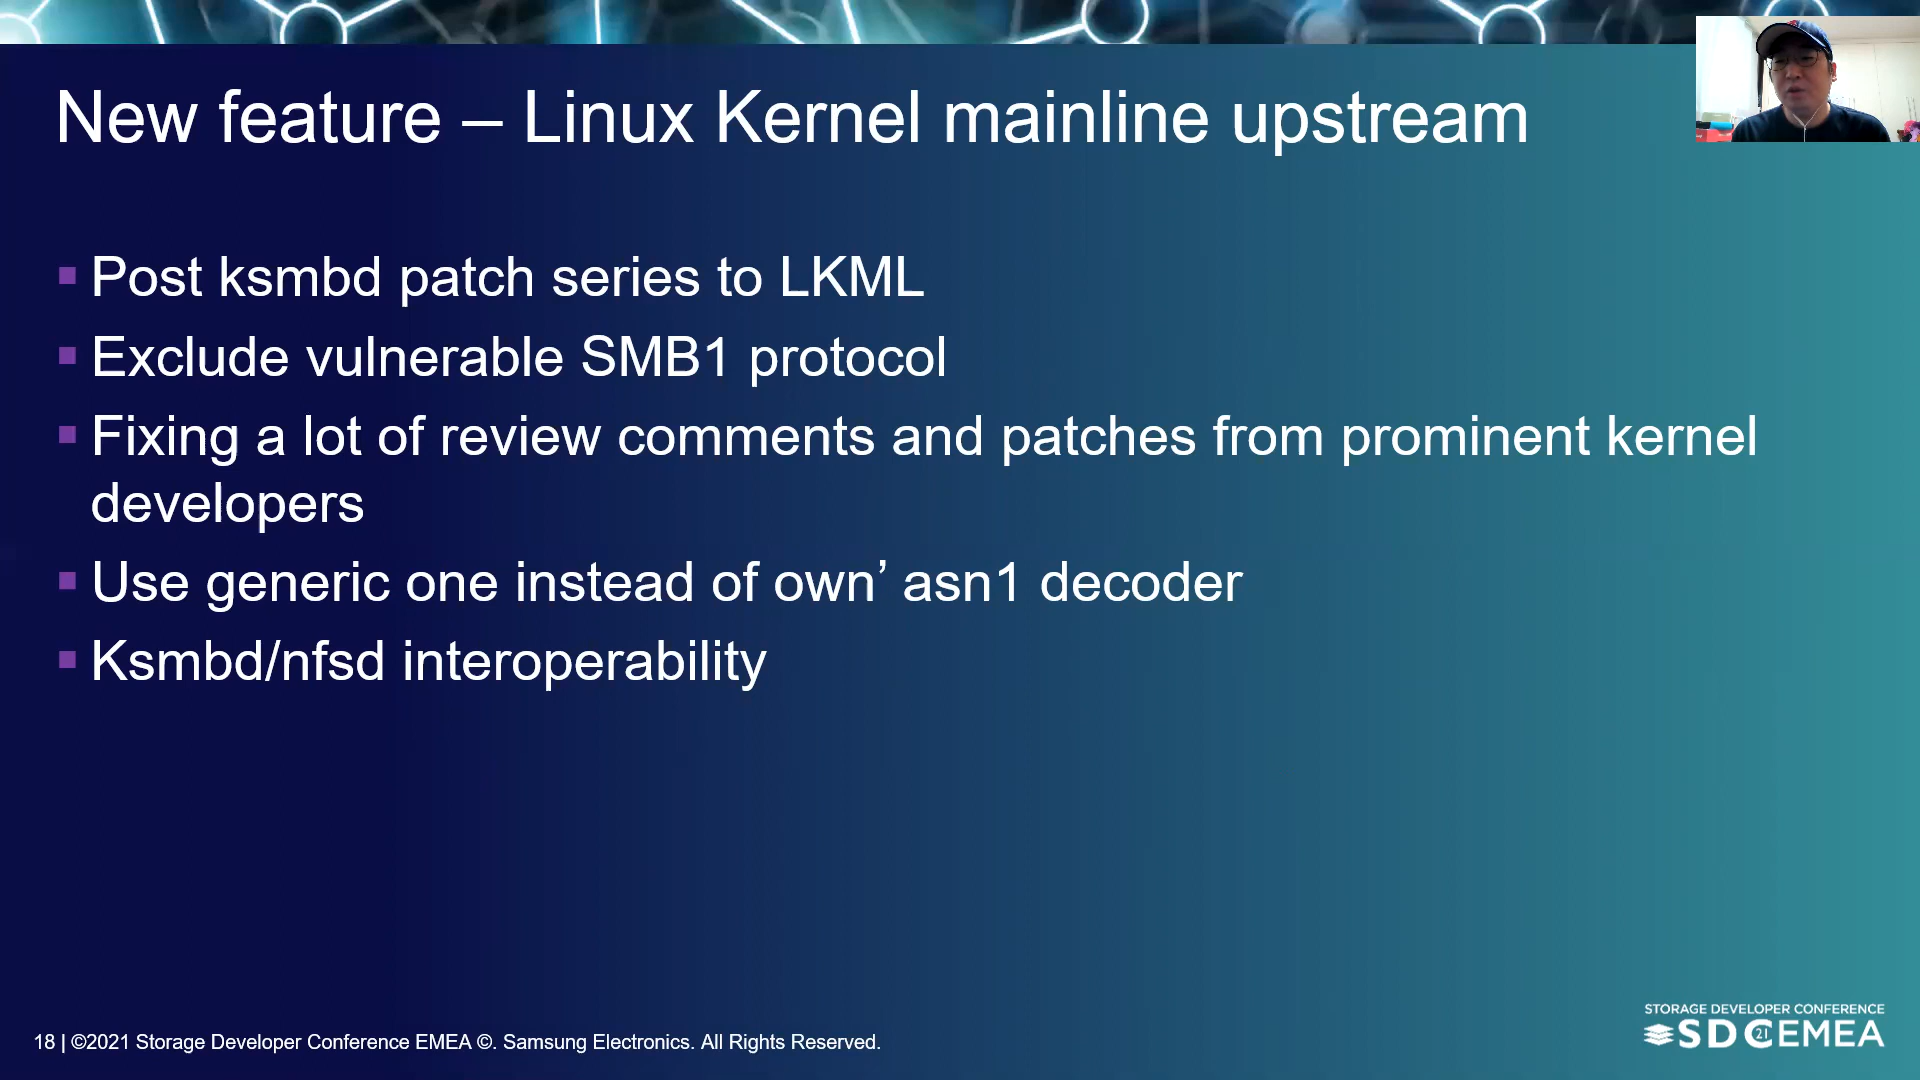 New feature – Linux Kernel mainline upstream
Post ksmbd patch series to LKML
Exclude vulnerable SMB1 protocol
Fixing a lot of review comments and patches from prominent kernel
developers
Use generic one instead of own’ asn1 decoder
Ksmbd/nfsd interoperability
18 | ©2021 Storage Developer Conference EMEA ©. Samsung Electronics. All Rights Reserved.
STORAGE DEVELOPER CONFERENCE
SDC21EMEA